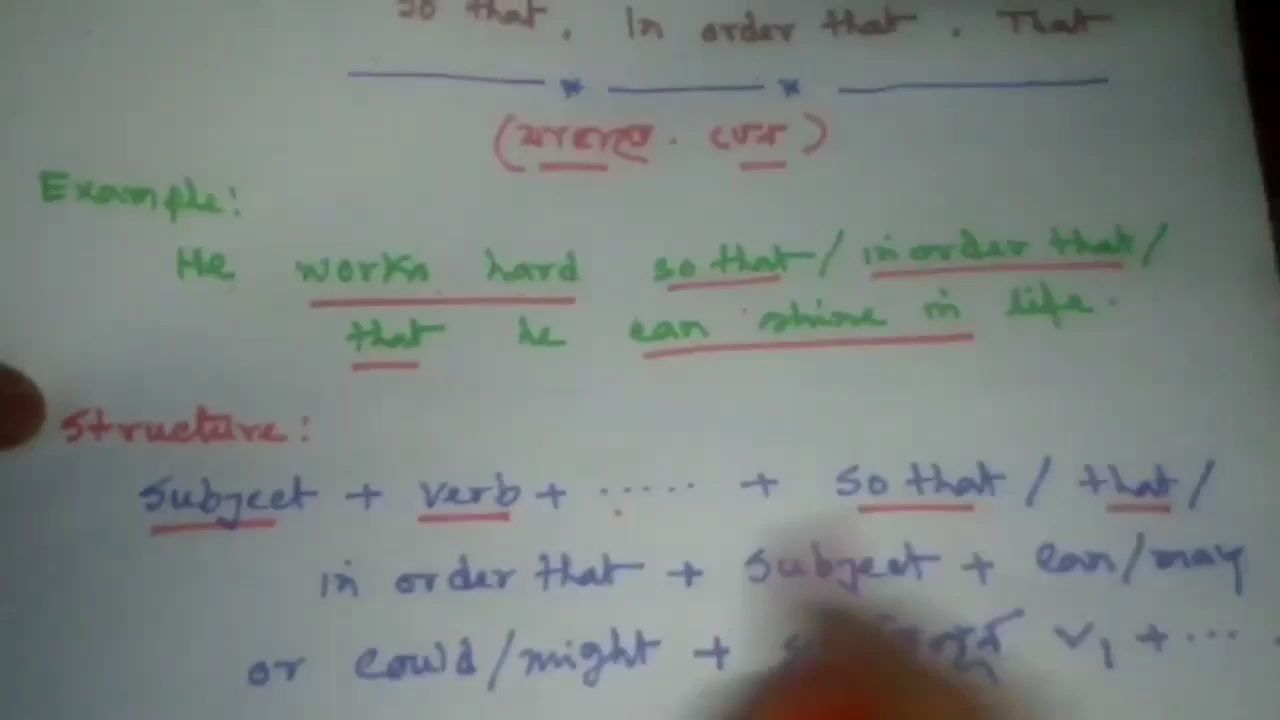 so that, In order that. That
(যাতে. যেন)
Example:
He works hard so that/ in order that/
that he can shine in life.
Structure:
Subject + verb + ..... + so that / that /
in order that + subject + can/may
or could/might + V1 + ...